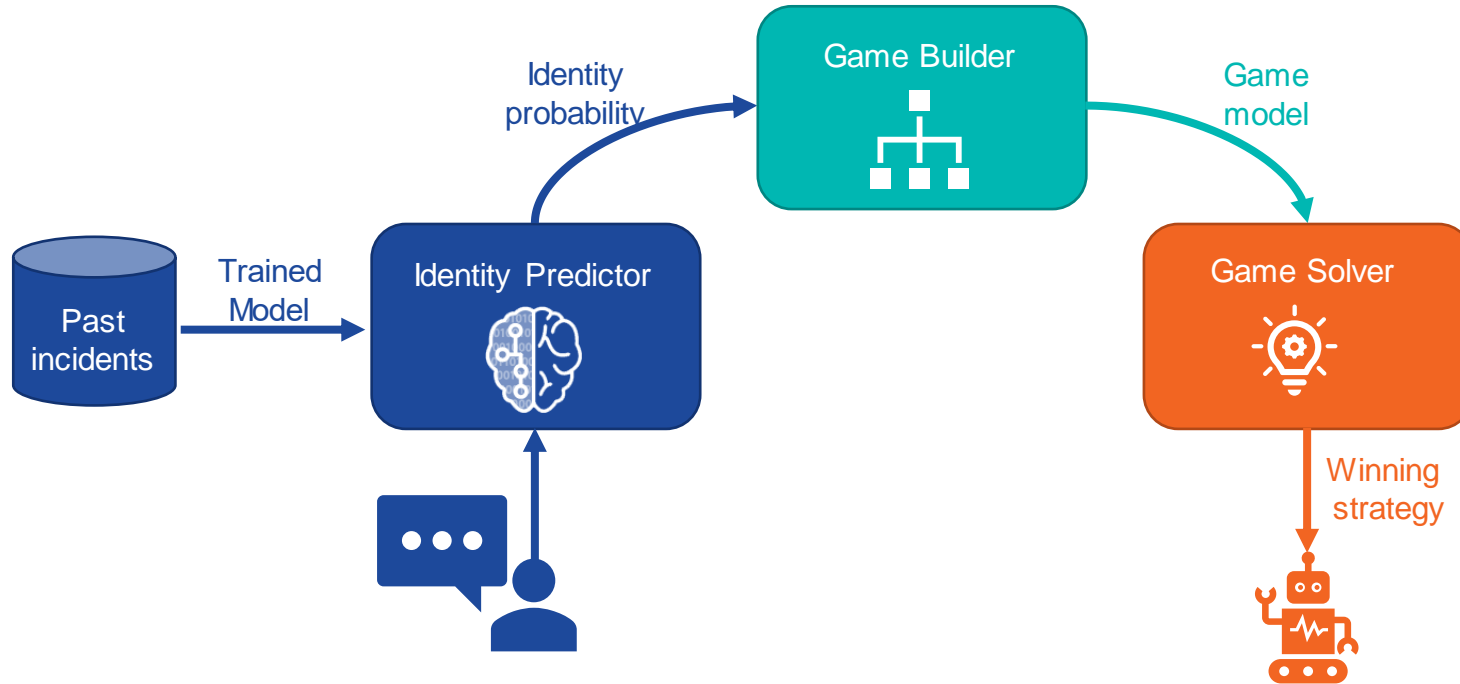 Past
incidents
Trained
Model
Identity Predictor
Identity
probability
Game Builder
Game
model
Game Solver
Winning
strategy